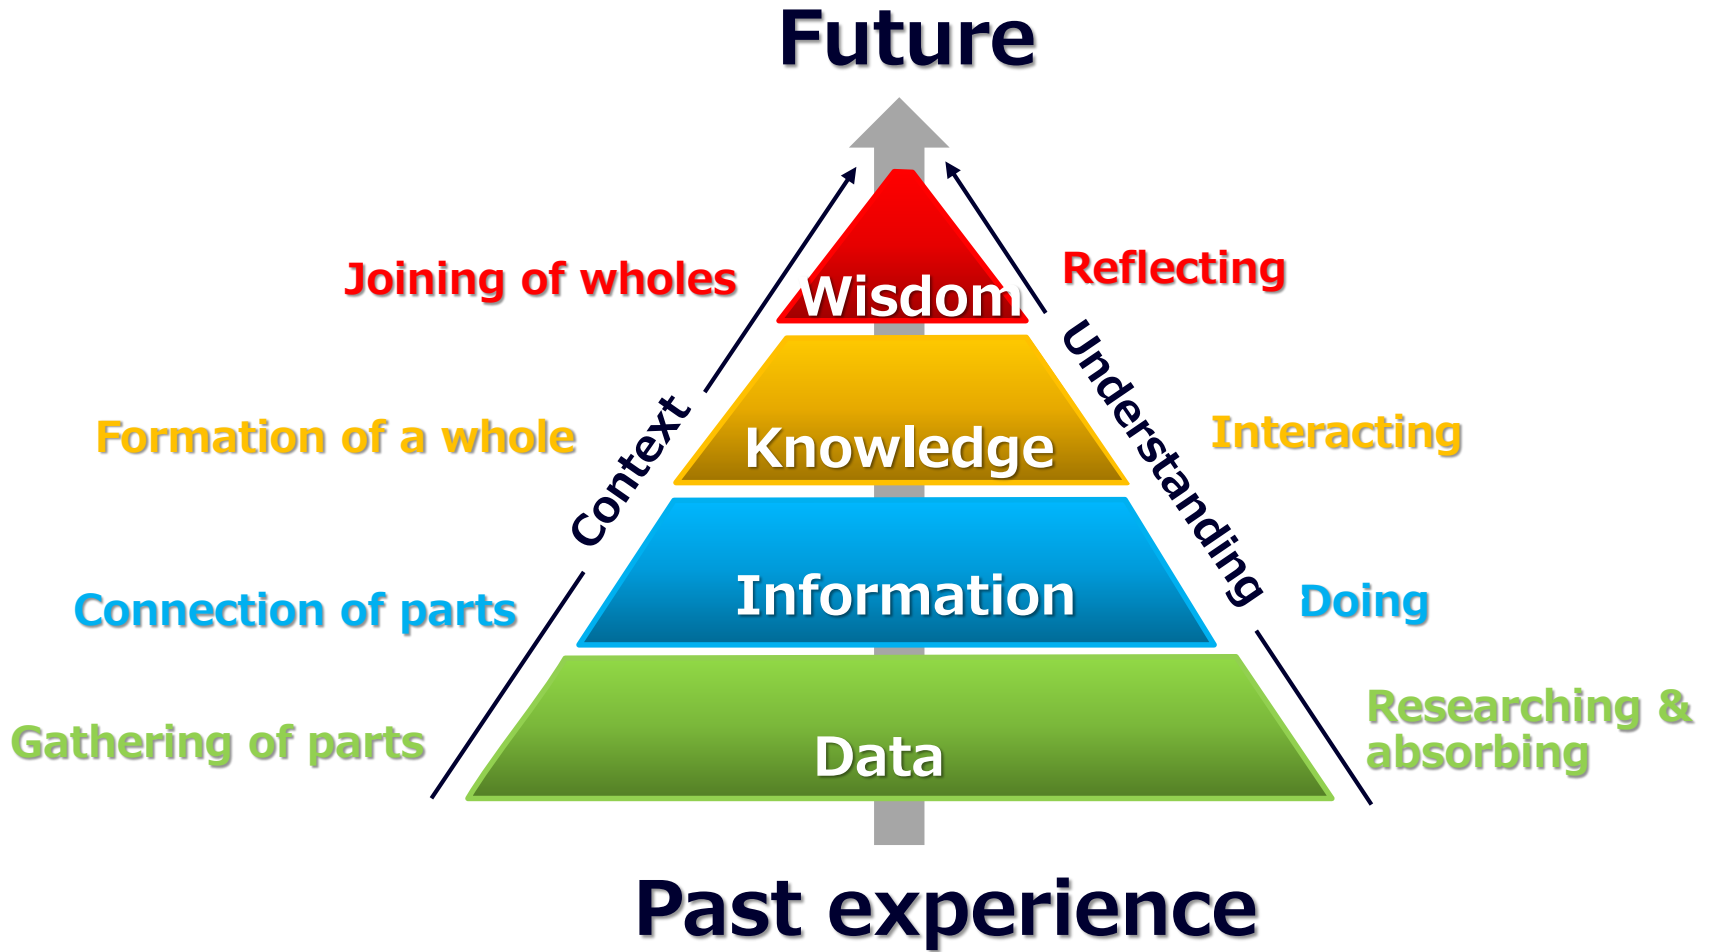 Future
Joining of wholes
Wisdom
Reflecting
Formation of a whole
Context
Knowledge
Understanding
Interacting
Connection of parts
Information
Doing
Gathering of parts
Data
Researching &
absorbing
Past experience